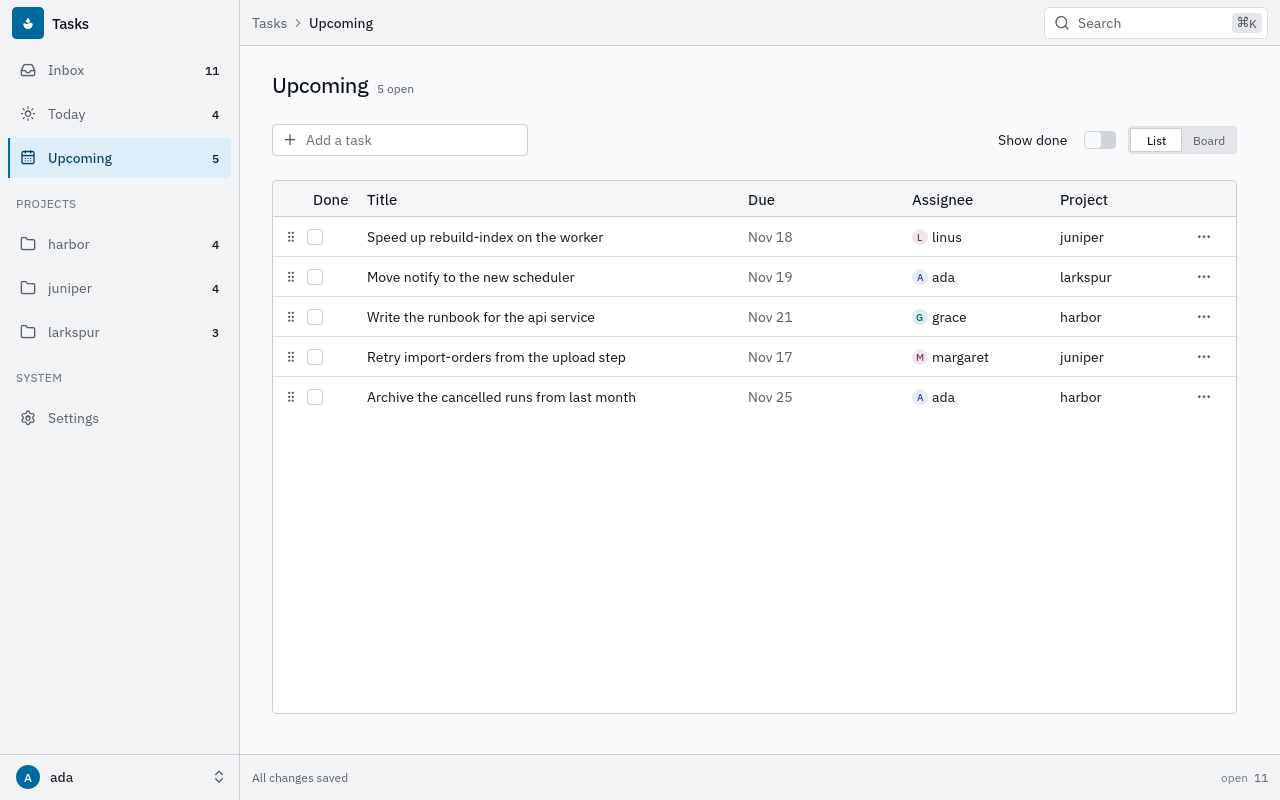 Tasks
Inbox 11
Today 4
Upcoming 5
PROJECTS
harbor 4
juniper 4
larkspur 3
SYSTEM
Settings
A ada
Tasks > Upcoming
Search ⌘K
Upcoming 5 open
Add a task
Show done List Board
Done Title Due Assignee Project
Speed up rebuild-index on the worker Nov 18 L linus juniper
Move notify to the new scheduler Nov 19 A ada larkspur
Write the runbook for the api service Nov 21 G grace harbor
Retry import-orders from the upload step Nov 17 M margaret juniper
Archive the cancelled runs from last month Nov 25 A ada harbor
All changes saved open 11